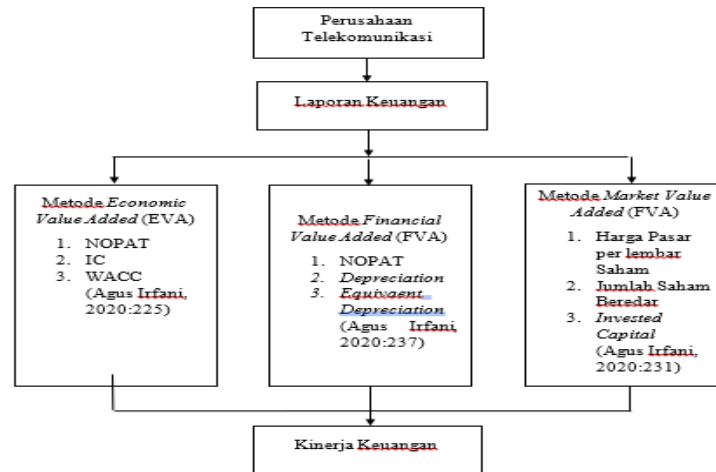 Perusahaan
Telekomunikasi
Laporan Keuangan
Metode Economic
Value Added (EVA)
1. NOPAT
2. IC
3. WACC
(Agus Irfani,
2020:225)
Metode Financial
Value Added (FVA)
1. NOPAT
2. Depreciation
3. Equivaent
Depreciation
(Agus Irfani,
2020:237)
Metode Market Value
Added (FVA)
1. Harga Pasar
per lembar
Saham
2. Jumlah Saham
Beredar
3. Invested
Capital
(Agus Irfani,
2020:231)
Kinerja Keuangan